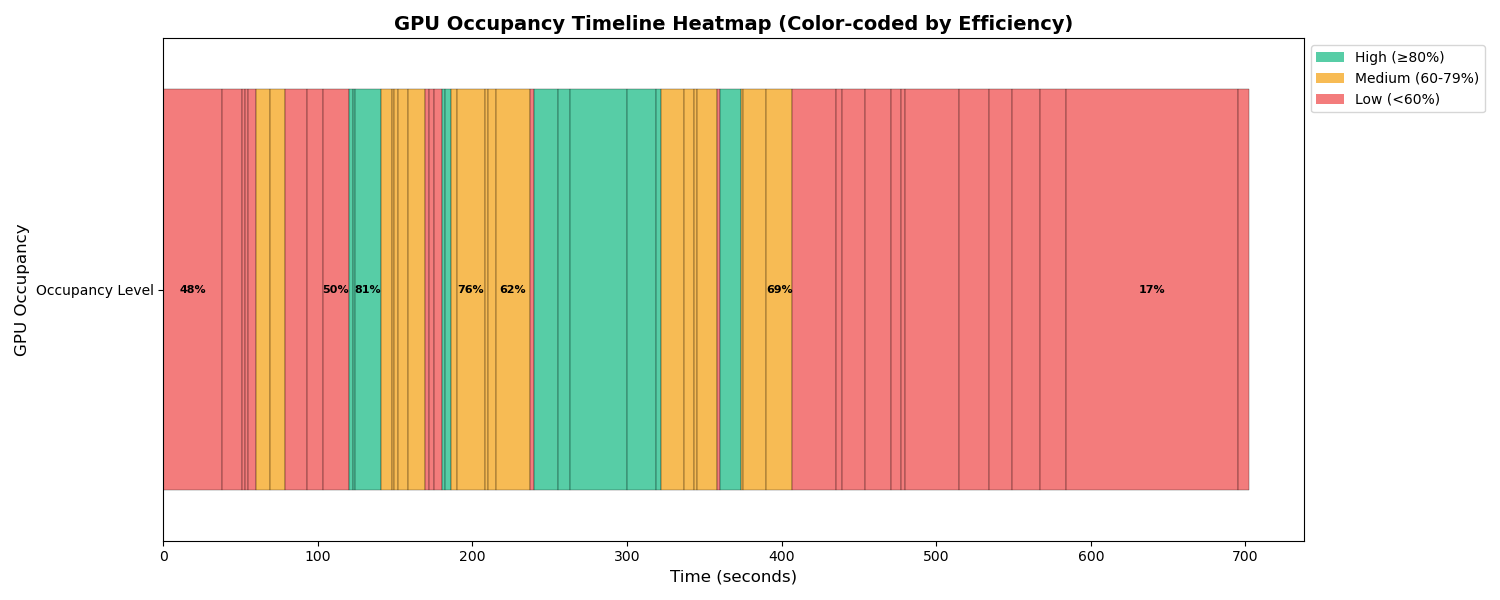 GPU Occupancy Timeline Heatmap (Color-coded by Efficiency)
High (≥80%)
Medium (60-79%)
Low (<60%)
GPU Occupancy
Occupancy Level
48%
50%
81%
76%
62%
69%
17%
0
100
200
300
400
500
600
700
Time (seconds)